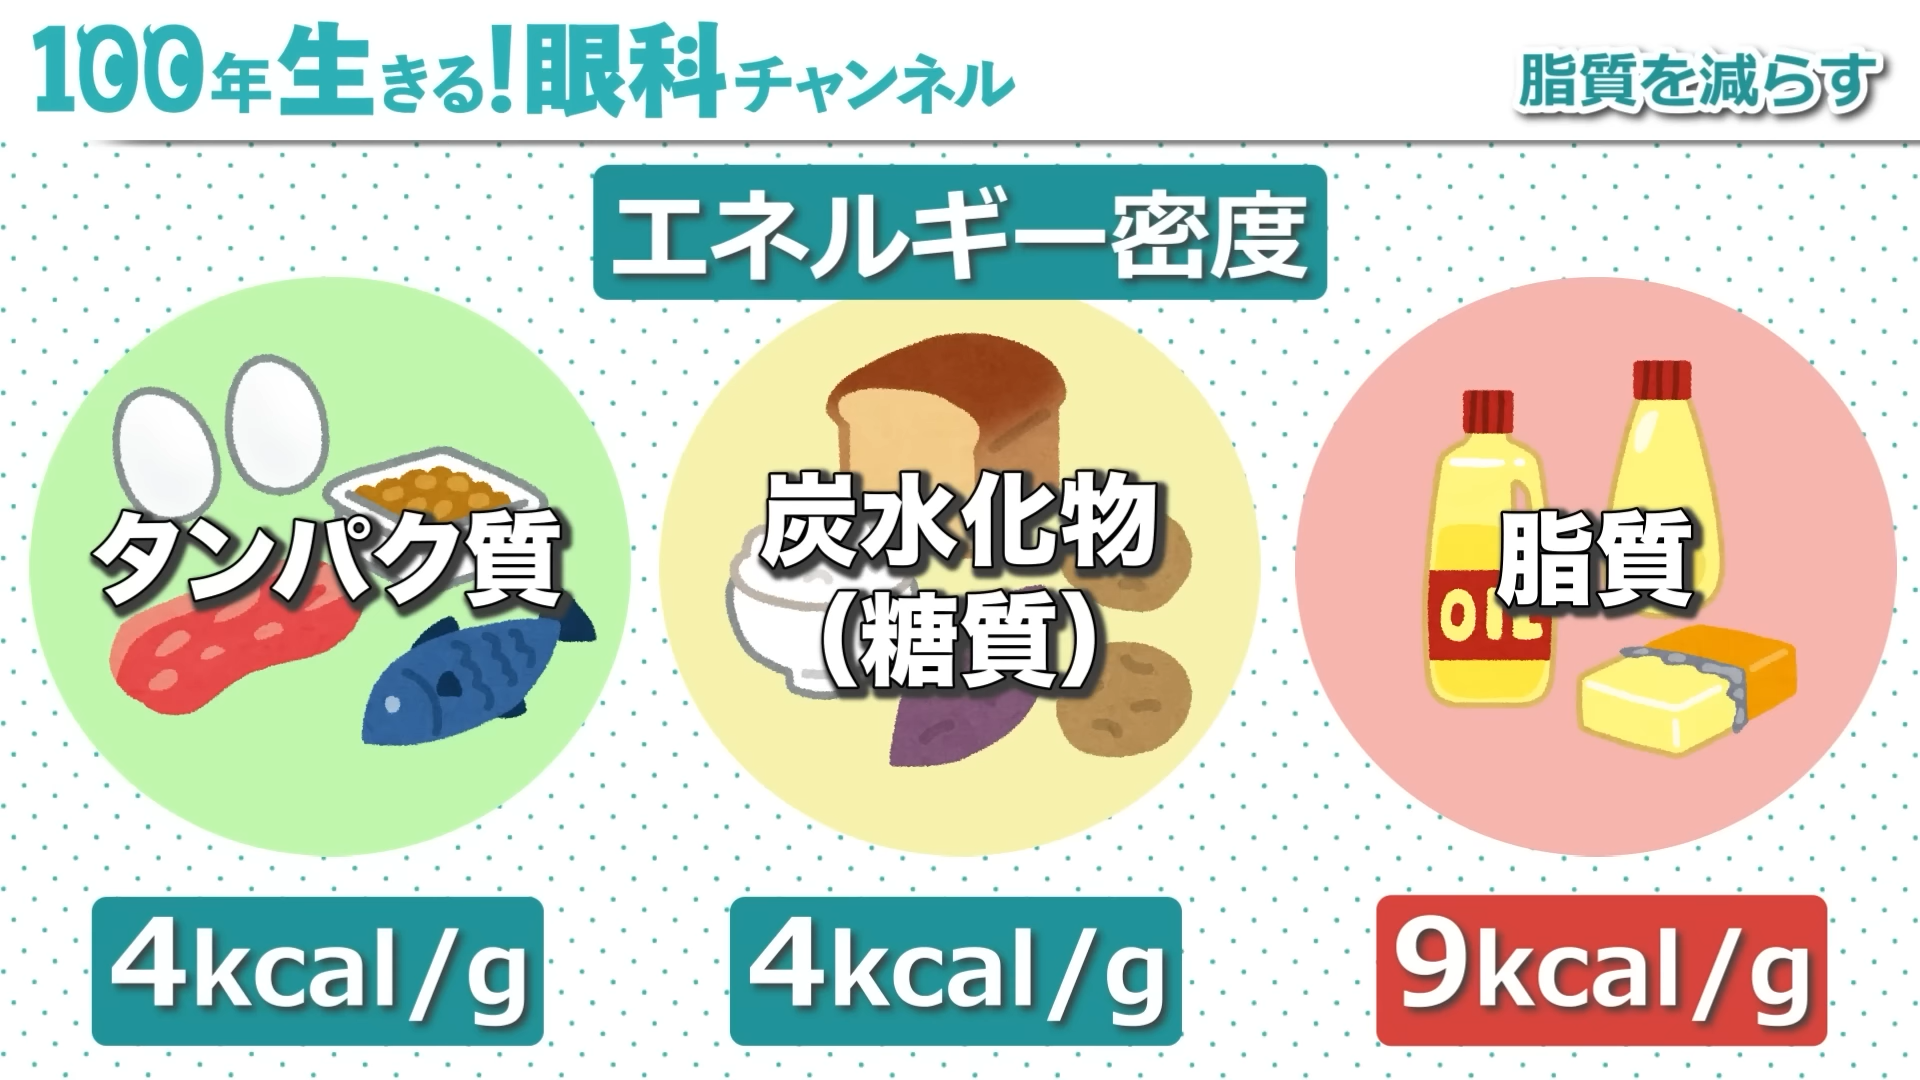 100年生きる!眼科チャンネル
脂質を減らす
エネルギー密度
タンパク質
炭水化物
(糖質)
脂質
OIL
4kcal/g
4kcal/g
9kcal/g